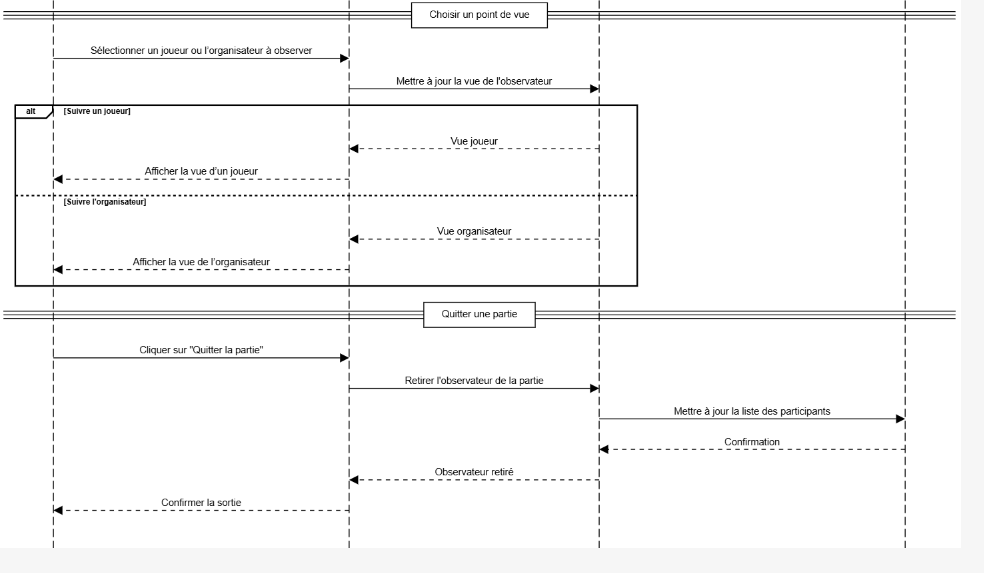 Choisir un point de vue
Sélectionner un joueur ou l'organisateur à observer
Mettre à jour la vue de l'observateur
alt
[Suivre un joueur]
Vue joueur
Afficher la vue d'un joueur
[Suivre l'organisateur]
Vue organisateur
Afficher la vue de l'organisateur
Quitter une partie
Cliquer sur "Quitter la partie"
Retirer l'observateur de la partie
Mettre à jour la liste des participants
Confirmation
Observateur retiré
Confirmer la sortie